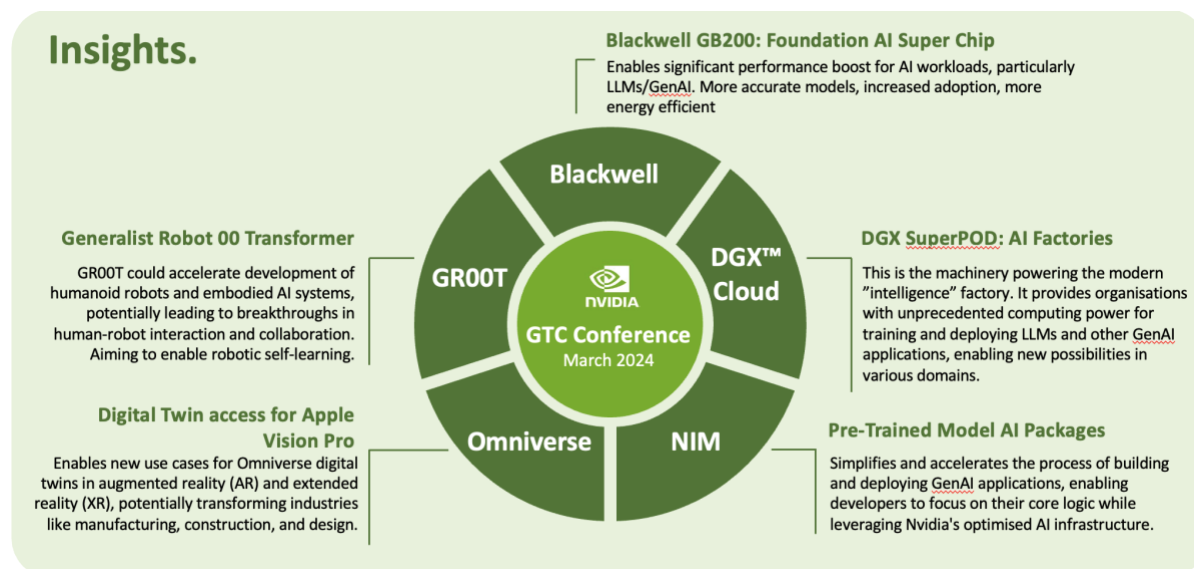 Insights.
Blackwell GB200: Foundation AI Super Chip
Enables significant performance boost for AI workloads, particularly
LLMs/GenAI. More accurate models, increased adoption, more
energy efficient
Blackwell
DGX™
Cloud
NIM
Omniverse
GR00T
NVIDIA
GTC Conference
March 2024
Generalist Robot 00 Transformer
GR00T could accelerate development of
humanoid robots and embodied AI systems,
potentially leading to breakthroughs in
human-robot interaction and collaboration.
Aiming to enable robotic self-learning.
DGX SuperPOD: AI Factories
This is the machinery powering the modern
”intelligence” factory. It provides organisations
with unprecedented computing power for
training and deploying LLMs and other GenAI
applications, enabling new possibilities in
various domains.
Digital Twin access for Apple
Vision Pro
Enables new use cases for Omniverse digital
twins in augmented reality (AR) and extended
reality (XR), potentially transforming industries
like manufacturing, construction, and design.
Pre-Trained Model AI Packages
Simplifies and accelerates the process of building
and deploying GenAI applications, enabling
developers to focus on their core logic while
leveraging Nvidia's optimised AI infrastructure.